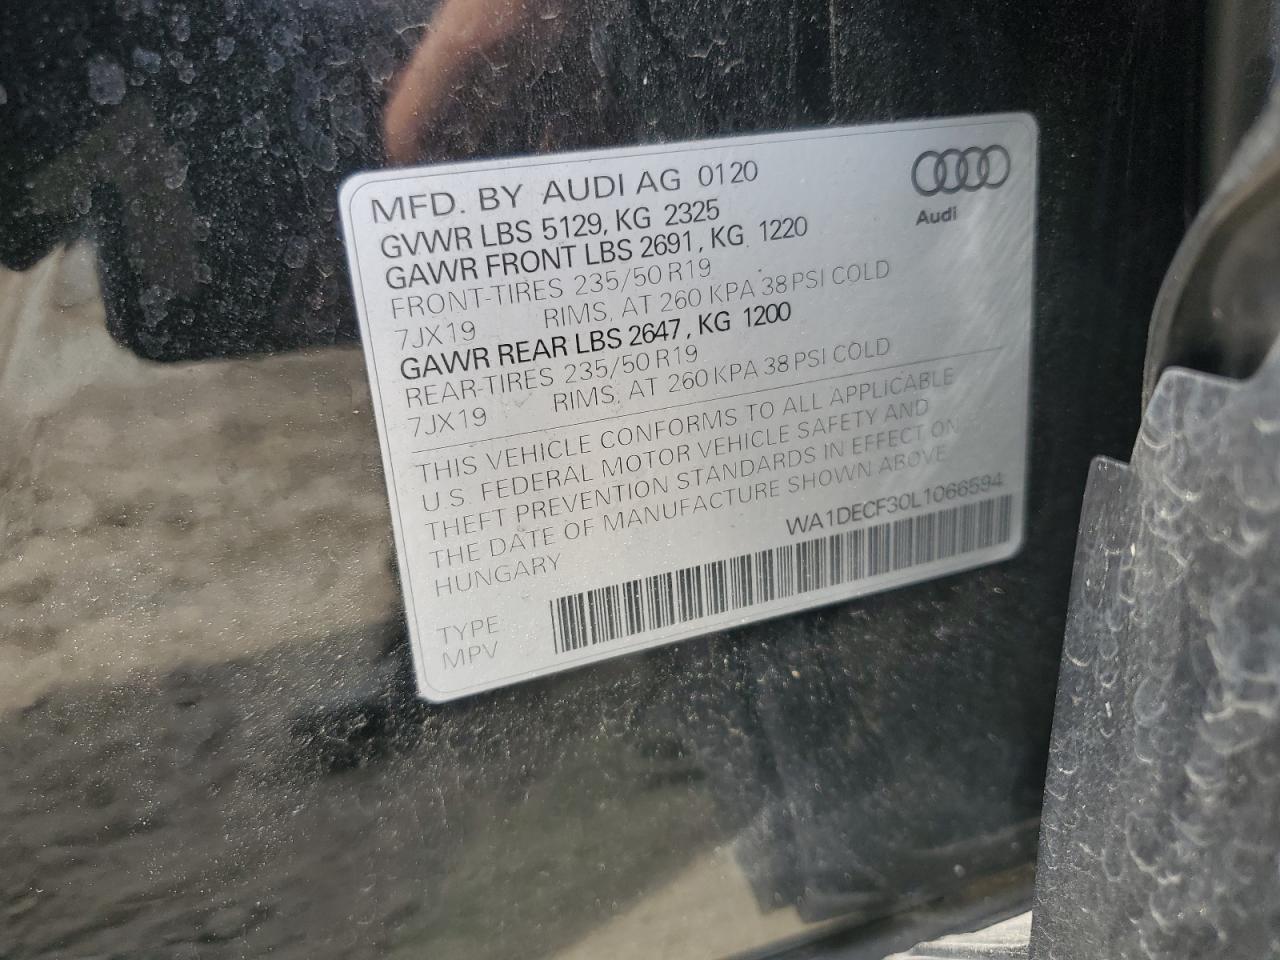 MFD. BY AUDI AG 0120
GVWR LBS 5129, KG 2325
GAWR FRONT LBS 2691, KG 1220
FRONT-TIRES 235/50 R19
7JX19 RIMS, AT 260 KPA 38 PSI COLD
GAWR REAR LBS 2647, KG 1200
REAR-TIRES 235/50 R19
7JX19 RIMS, AT 260 KPA 38 PSI COLD
THIS VEHICLE CONFORMS TO ALL APPLICABLE
U.S. FEDERAL MOTOR VEHICLE SAFETY AND
THEFT PREVENTION STANDARDS IN EFFECT ON
THE DATE OF MANUFACTURE SHOWN ABOVE
HUNGARY
WA1DECF30L1066594
TYPE
MPV
Audi